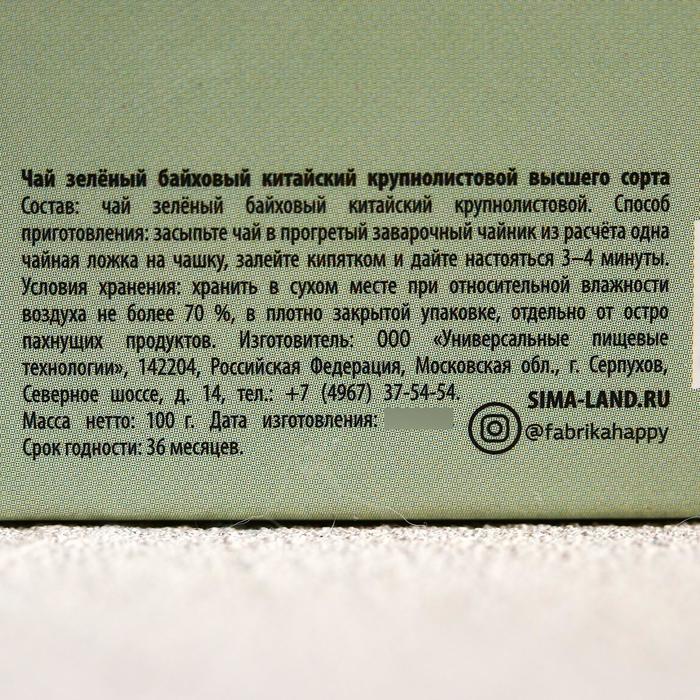 Чай зелёный байховый китайский крупнолистовой высшего сорта
Состав: чай зелёный байховый китайский крупнолистовой. Способ
приготовления: засыпьте чай в прогретый заварочный чайник из расчёта одна
чайная ложка на чашку, залейте кипятком и дайте настояться 3–4 минуты.
Условия хранения: хранить в сухом месте при относительной влажности
воздуха не более 70 %, в плотно закрытой упаковке, отдельно от остро
пахнущих продуктов. Изготовитель: ООО «Универсальные пищевые
технологии», 142204, Российская Федерация, Московская обл., г. Серпухов,
Северное шоссе, д. 14, тел.: +7 (4967) 37-54-54.
Масса нетто: 100 г. Дата изготовления:
Срок годности: 36 месяцев.
SIMA-LAND.RU
@fabrikahappy